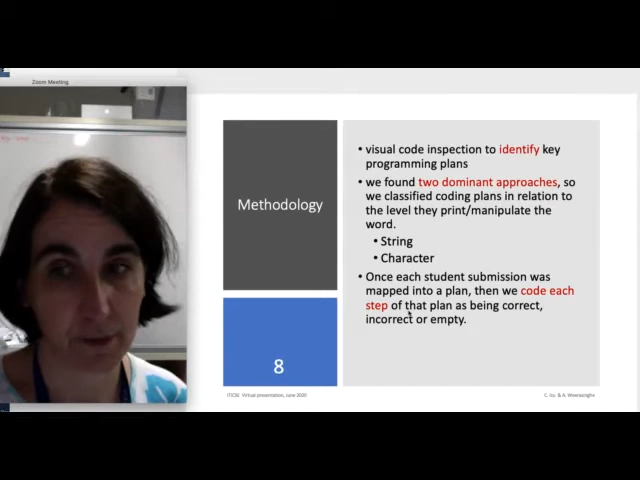 Zoom Meeting
Methodology
8
• visual code inspection to identify key
programming plans
• we found two dominant approaches, so
we classified coding plans in relation to
the level they print/manipulate the
word.
• String
• Character
• Once each student submission was
mapped into a plan, then we code each
step of that plan as being correct,
incorrect or empty.
ITiCSE Virtual presentation, June 2020
C. Izu & A. Weerasinghe